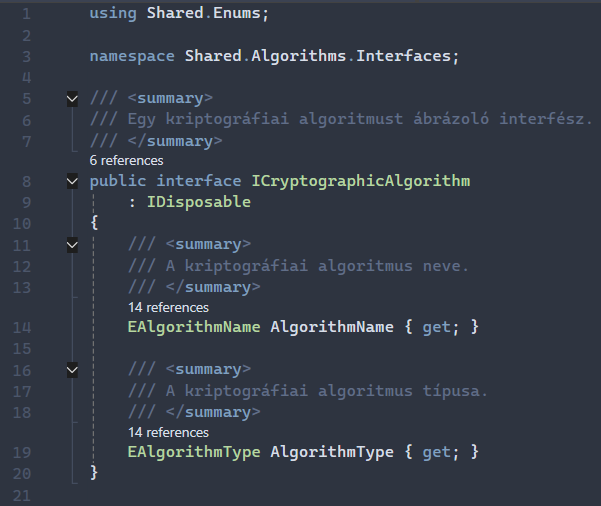 1 using Shared.Enums;
2
3 namespace Shared.Algorithms.Interfaces;
4
5 /// <summary>
6 /// Egy kriptográfiai algoritmust ábrázoló interfész.
7 /// </summary>
6 references
8 public interface ICryptographicAlgorithm
9 : IDisposable
10 {
11 /// <summary>
12 /// A kriptográfiai algoritmus neve.
13 /// </summary>
14 references
14 EAlgorithmName AlgorithmName { get; }
15
16 /// <summary>
17 /// A kriptográfiai algoritmus típusa.
18 /// </summary>
14 references
19 EAlgorithmType AlgorithmType { get; }
20 }
21